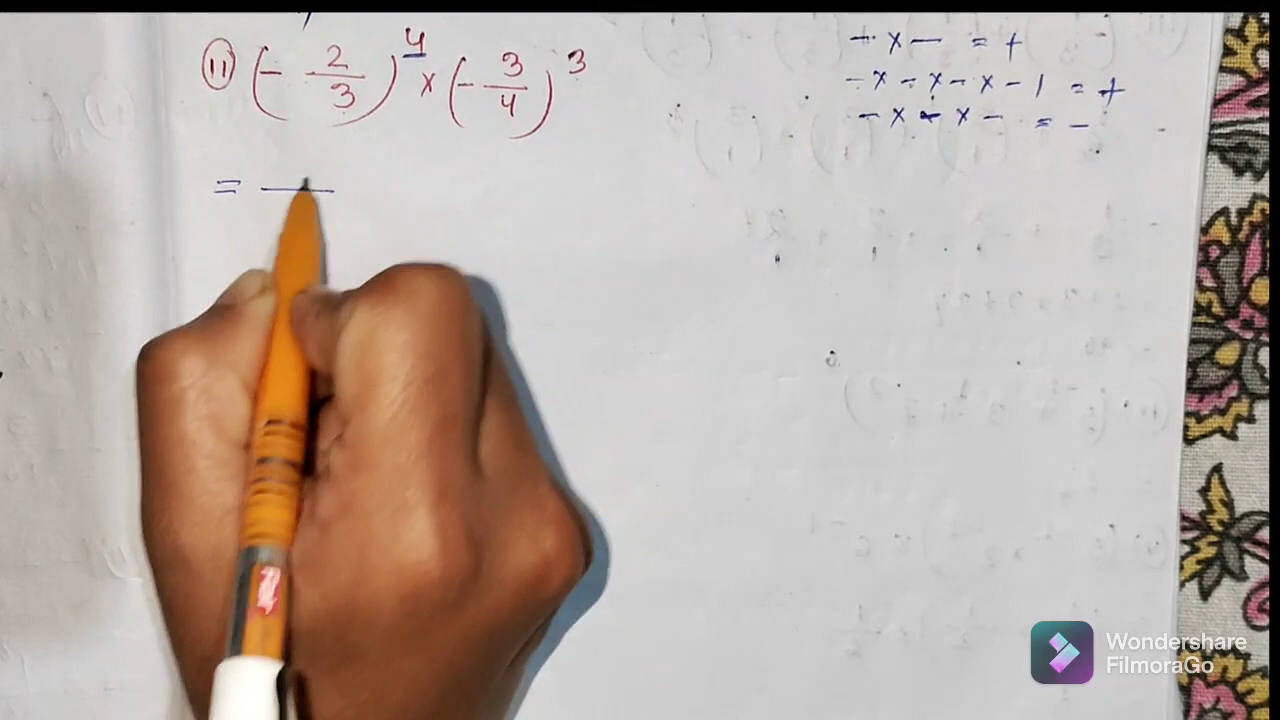 (11) (- 2/3)^4 x (- 3/4)^3
- x - = +
- x - x - x - 1 = +
- x - x - = -
= 
Wondershare
FilmoraGo